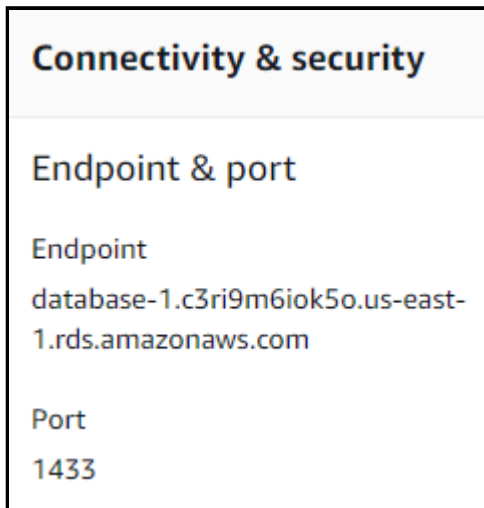 Connectivity & security
Endpoint & port
Endpoint
database-1.c3ri9m6iok5o.us-east-
1.rds.amazonaws.com
Port
1433